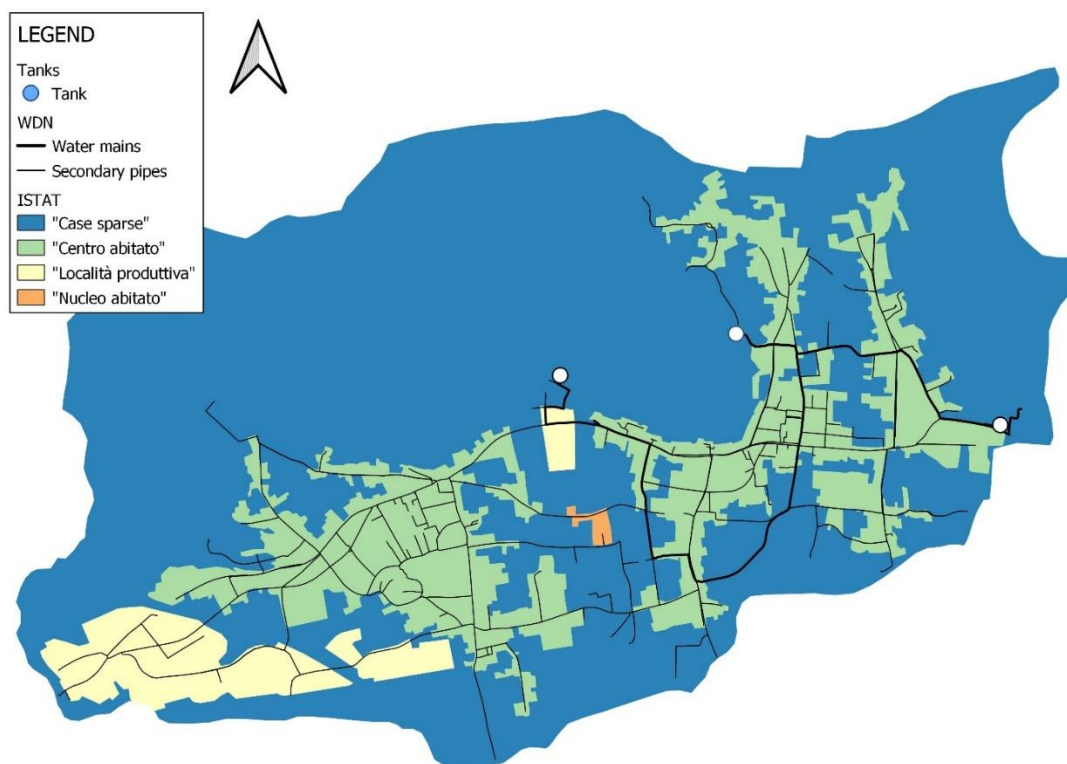 LEGEND
Tanks
Tank
WDN
Water mains
Secondary pipes
ISTAT
"Case sparse"
"Centro abitato"
"Località produttiva"
"Nucleo abitato"